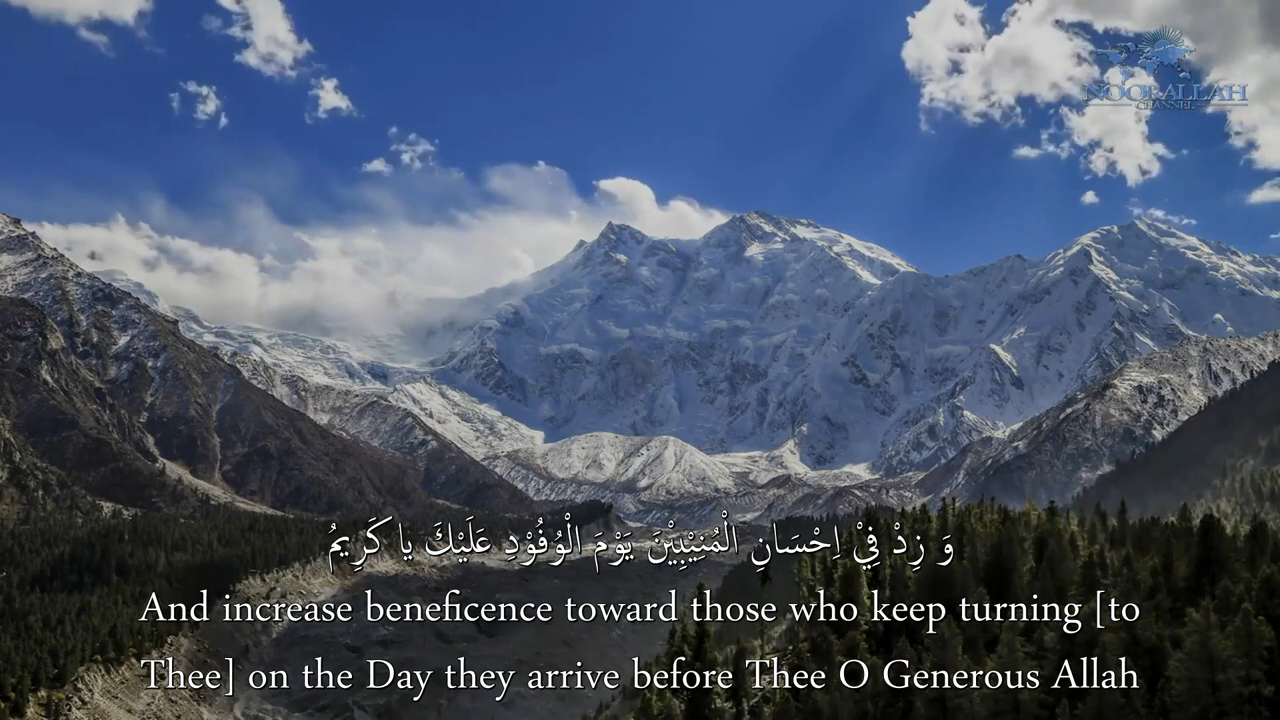 NOORALLAH
CHANNEL
وَ زِدْ فِيْ اِحْسَانِ الْمُنِيْبِيْنَ يَوْمَ الْوُفُوْدِ عَلَيْكَ يا كَرِيمُ
And increase beneficence toward those who keep turning [to
Thee] on the Day they arrive before Thee O Generous Allah